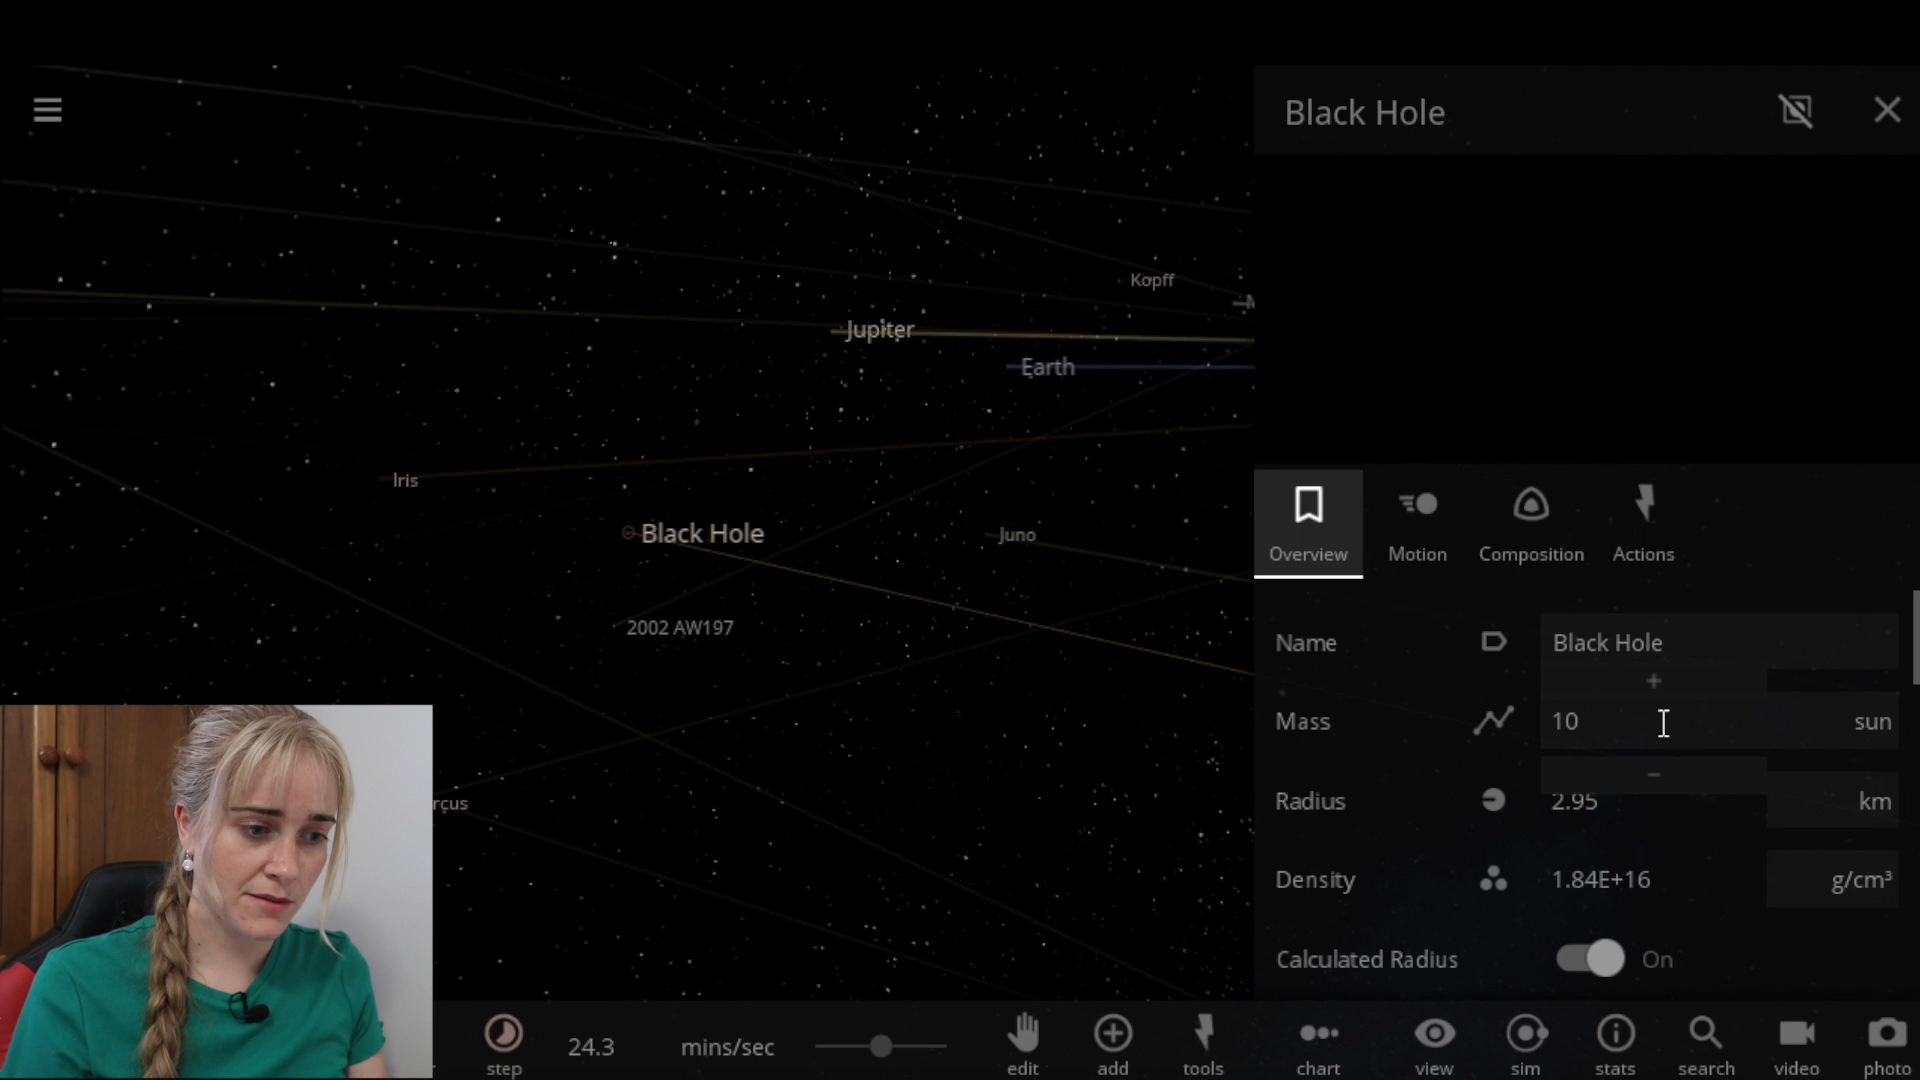 Black Hole
Kopff
Jupiter
Earth
Iris
Black Hole
Juno
2002 AW197
rcus
Overview
Motion
Composition
Actions
Name
Black Hole
+
Mass
10
sun
−
Radius
2.95
km
Density
1.84E+16
g/cm³
Calculated Radius
On
step
24.3
mins/sec
edit
add
tools
chart
view
sim
stats
search
video
photo